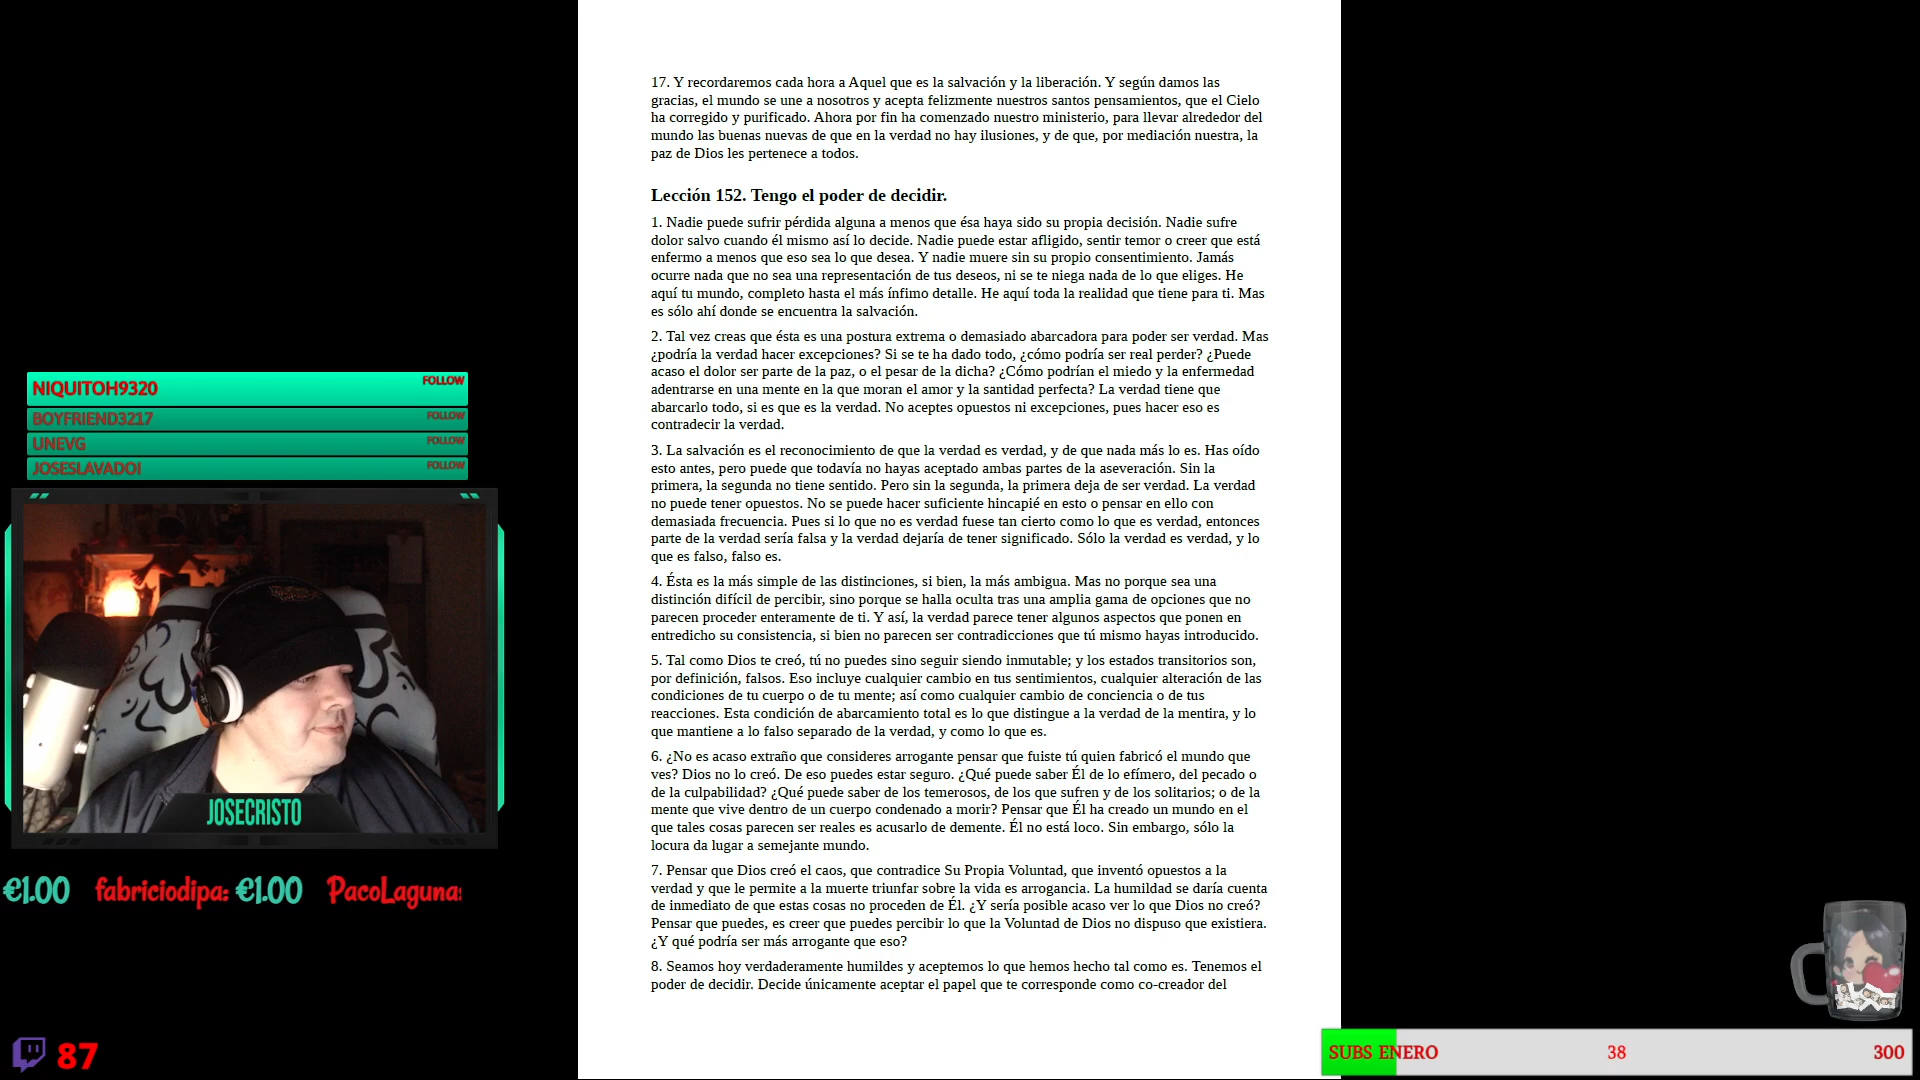 17. Y recordaremos cada hora a Aquel que es la salvación y la liberación. Y según damos las
gracias, el mundo se une a nosotros y acepta felizmente nuestros santos pensamientos, que el Cielo
ha corregido y purificado. Ahora por fin ha comenzado nuestro ministerio, para llevar alrededor del
mundo las buenas nuevas de que en la verdad no hay ilusiones, y de que, por mediación nuestra, la
paz de Dios les pertenece a todos.
Lección 152. Tengo el poder de decidir.
1. Nadie puede sufrir pérdida alguna a menos que ésa haya sido su propia decisión. Nadie sufre
dolor salvo cuando él mismo así lo decide. Nadie puede estar afligido, sentir temor o creer que está
enfermo a menos que eso sea lo que desea. Y nadie muere sin su propio consentimiento. Jamás
ocurre nada que no sea una representación de tus deseos, ni se te niega nada de lo que eliges. He
aquí tu mundo, completo hasta el más ínfimo detalle. He aquí toda la realidad que tiene para ti. Mas
es sólo ahí donde se encuentra la salvación.
2. Tal vez creas que ésta es una postura extrema o demasiado abarcadora para poder ser verdad. Mas
¿podría la verdad hacer excepciones? Si se te ha dado todo, ¿cómo podría ser real perder? ¿Puede
acaso el dolor ser parte de la paz, o el pesar de la dicha? ¿Cómo podrían el miedo y la enfermedad
adentrarse en una mente en la que moran el amor y la santidad perfecta? La verdad tiene que
abarcarlo todo, si es que es la verdad. No aceptes opuestos ni excepciones, pues hacer eso es
contradecir la verdad.
3. La salvación es el reconocimiento de que la verdad es verdad, y de que nada más lo es. Has oído
esto antes, pero puede que todavía no hayas aceptado ambas partes de la aseveración. Sin la
primera, la segunda no tiene sentido. Pero sin la segunda, la primera deja de ser verdad. La verdad
no puede tener opuestos. No se puede hacer suficiente hincapié en esto o pensar en ello con
demasiada frecuencia. Pues si lo que no es verdad fuese tan cierto como lo que es verdad, entonces
parte de la verdad sería falsa y la verdad dejaría de tener significado. Sólo la verdad es verdad, y lo
que es falso, falso es.
4. Ésta es la más simple de las distinciones, si bien, la más ambigua. Mas no porque sea una
distinción difícil de percibir, sino porque se halla oculta tras una amplia gama de opciones que no
parecen proceder enteramente de ti. Y así, la verdad parece tener algunos aspectos que ponen en
entredicho su consistencia, si bien no parecen ser contradicciones que tú mismo hayas introducido.
5. Tal como Dios te creó, tú no puedes sino seguir siendo inmutable; y los estados transitorios son,
por definición, falsos. Eso incluye cualquier cambio en tus sentimientos, cualquier alteración de las
condiciones de tu cuerpo o de tu mente; así como cualquier cambio de conciencia o de tus
reacciones. Esta condición de abarcamiento total es lo que distingue a la verdad de la mentira, y lo
que mantiene a lo falso separado de la verdad, y como lo que es.
6. ¿No es acaso extraño que consideres arrogante pensar que fuiste tú quien fabricó el mundo que
ves? Dios no lo creó. De eso puedes estar seguro. ¿Qué puede saber Él de lo efímero, del pecado o
de la culpabilidad? ¿Qué puede saber de los temerosos, de los que sufren y de los solitarios; o de la
mente que vive dentro de un cuerpo condenado a morir? Pensar que Él ha creado un mundo en el
que tales cosas parecen ser reales es acusarlo de demente. Él no está loco. Sin embargo, sólo la
locura da lugar a semejante mundo.
7. Pensar que Dios creó el caos, que contradice Su Propia Voluntad, que inventó opuestos a la
verdad y que le permite a la muerte triunfar sobre la vida es arrogancia. La humildad se daría cuenta
de inmediato de que estas cosas no proceden de Él. ¿Y sería posible acaso ver lo que Dios no creó?
Pensar que puedes, es creer que puedes percibir lo que la Voluntad de Dios no dispuso que existiera.
¿Y qué podría ser más arrogante que eso?
8. Seamos hoy verdaderamente humildes y aceptemos lo que hemos hecho tal como es. Tenemos el
poder de decidir. Decide únicamente aceptar el papel que te corresponde como co-creador del
NIQUITOH9320 FOLLOW
BOYFRIEND3217 FOLLOW
UNEVG FOLLOW
JOSESLAVADOI FOLLOW
JOSECRISTO
€1.00 fabriciodipa: €1.00 PacoLaguna
87
SUBS ENERO 38 300